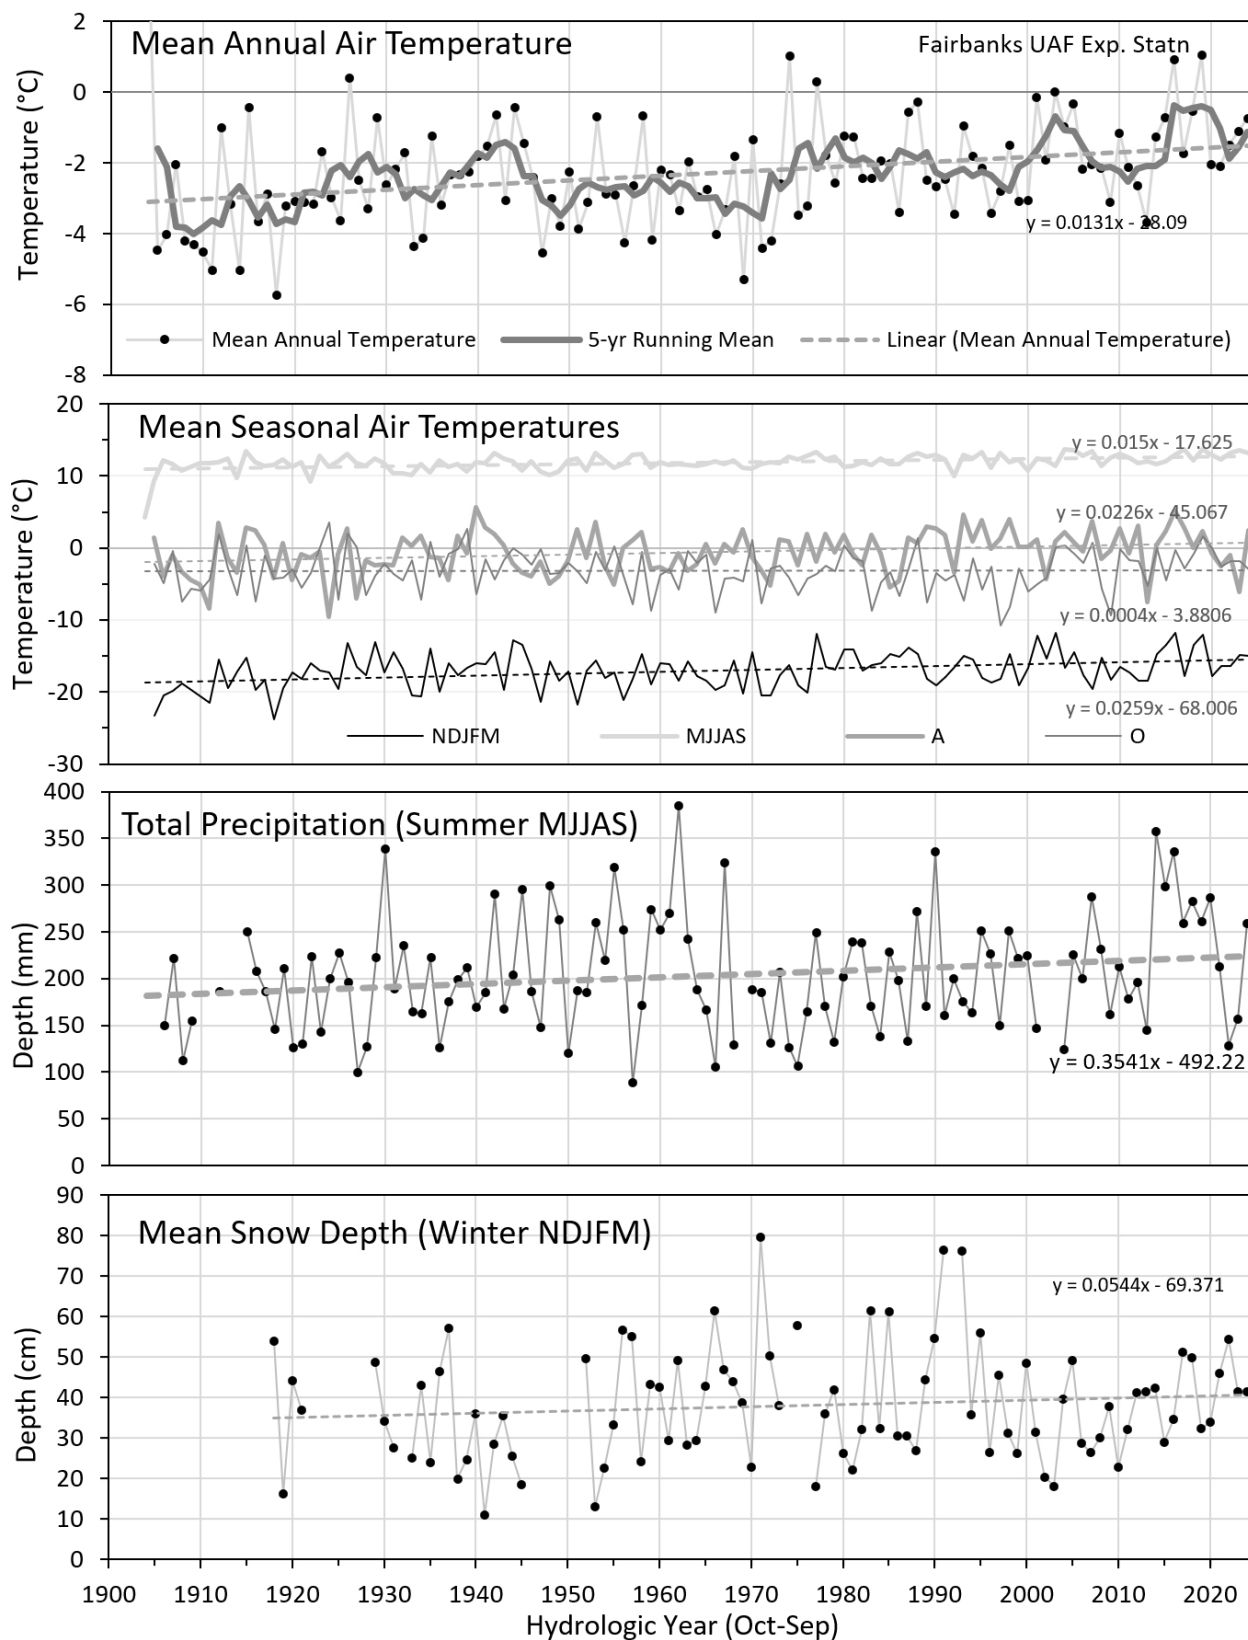 Mean Annual Air Temperature
Fairbanks UAF Exp. Statn
Temperature (°C)
2
0
-2
-4
-6
-8
y = 0.0131x - 28.09
Mean Annual Temperature
5-yr Running Mean
Linear (Mean Annual Temperature)
Mean Seasonal Air Temperatures
Temperature (°C)
20
10
0
-10
-20
-30
y = 0.015x - 17.625
y = 0.0226x - 45.067
y = 0.0004x - 3.8806
y = 0.0259x - 68.006
NDJFM
MJJAS
A
O
Total Precipitation (Summer MJJAS)
Depth (mm)
400
350
300
250
200
150
100
50
0
y = 0.3541x - 492.22
Mean Snow Depth (Winter NDJFM)
Depth (cm)
90
80
70
60
50
40
30
20
10
0
y = 0.0544x - 69.371
1900 1910 1920 1930 1940 1950 1960 1970 1980 1990 2000 2010 2020
Hydrologic Year (Oct-Sep)